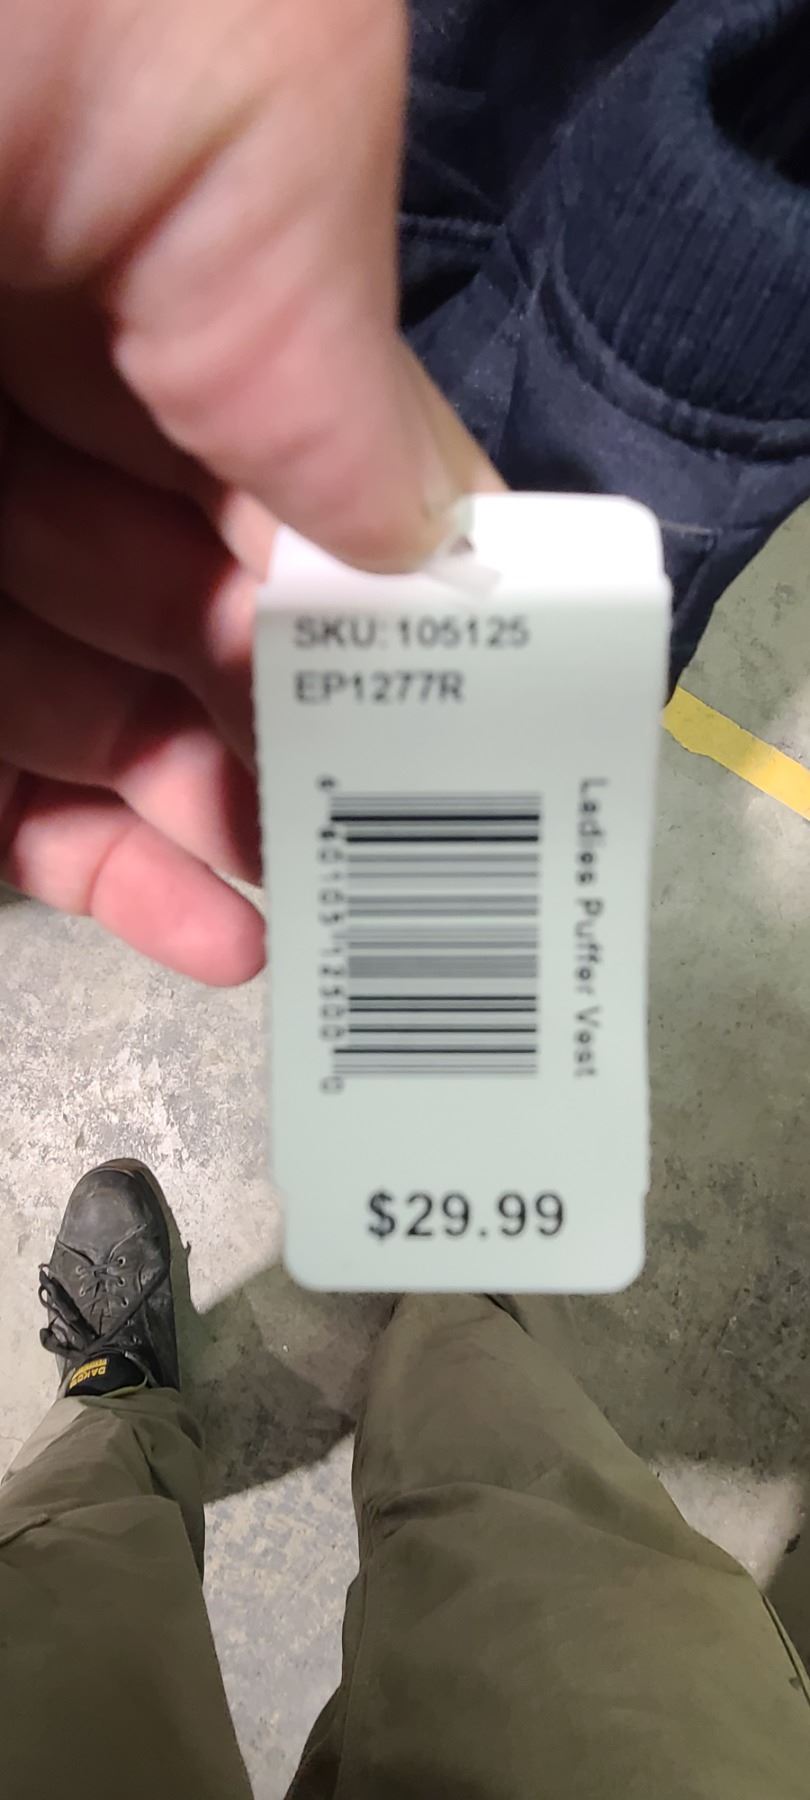 SKU: 105125
EP1277R
Ladies Puffer Vest
$29.99